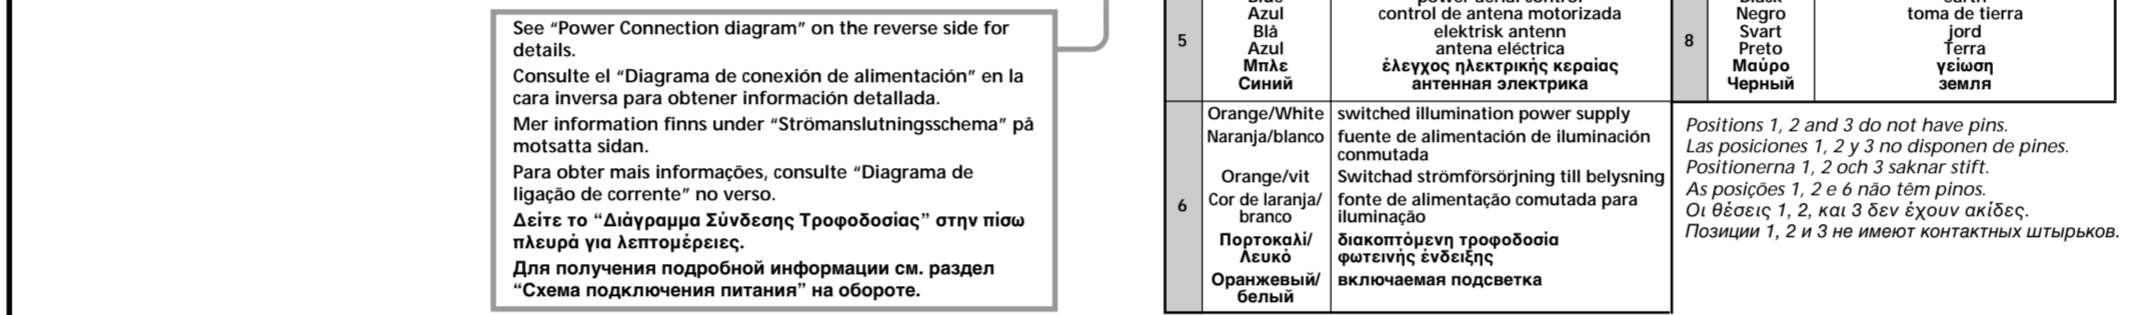 See “Power Connection diagram” on the reverse side for
details.
Consulte el “Diagrama de conexión de alimentación” en la
cara inversa para obtener información detallada.
Mer information finns under “Strömanslutningsschema” på
motsatta sidan.
Para obter mais informações, consulte “Diagrama de
ligação de corrente” no verso.
Δείτε το “Διάγραμμα Σύνδεσης Τροφοδοσίας” στην πίσω
πλευρά για λεπτομέρειες.
Для получения подробной информации см. раздел
“Схема подключения питания” на обороте.
5
Azul control de antena motorizada
Blå elektrisk antenn
Azul antena eléctrica
Μπλε έλεγχος ηλεκτρικής κεραίας
Синий антенная электрика
6
Orange/White switched illumination power supply
Naranja/blanco fuente de alimentación de iluminación
conmutada
Orange/vit Switchad strömförsörjning till belysning
Cor de laranja/ fonte de alimentação comutada para
branco iluminação
Πορτοκαλί/ διακοπτόμενη τροφοδοσία
Λευκό φωτεινής ένδειξης
Оранжевый/ включаемая подсветка
белый
8
Negro toma de tierra
Svart jord
Preto Terra
Μαύρο γείωση
Черный земля
Positions 1, 2 and 3 do not have pins.
Las posiciones 1, 2 y 3 no disponen de pines.
Positionerna 1, 2 och 3 saknar stift.
As posições 1, 2 e 6 não têm pinos.
Οι θέσεις 1, 2, και 3 δεν έχουν ακίδες.
Позиции 1, 2 и 3 не имеют контактных штырьков.